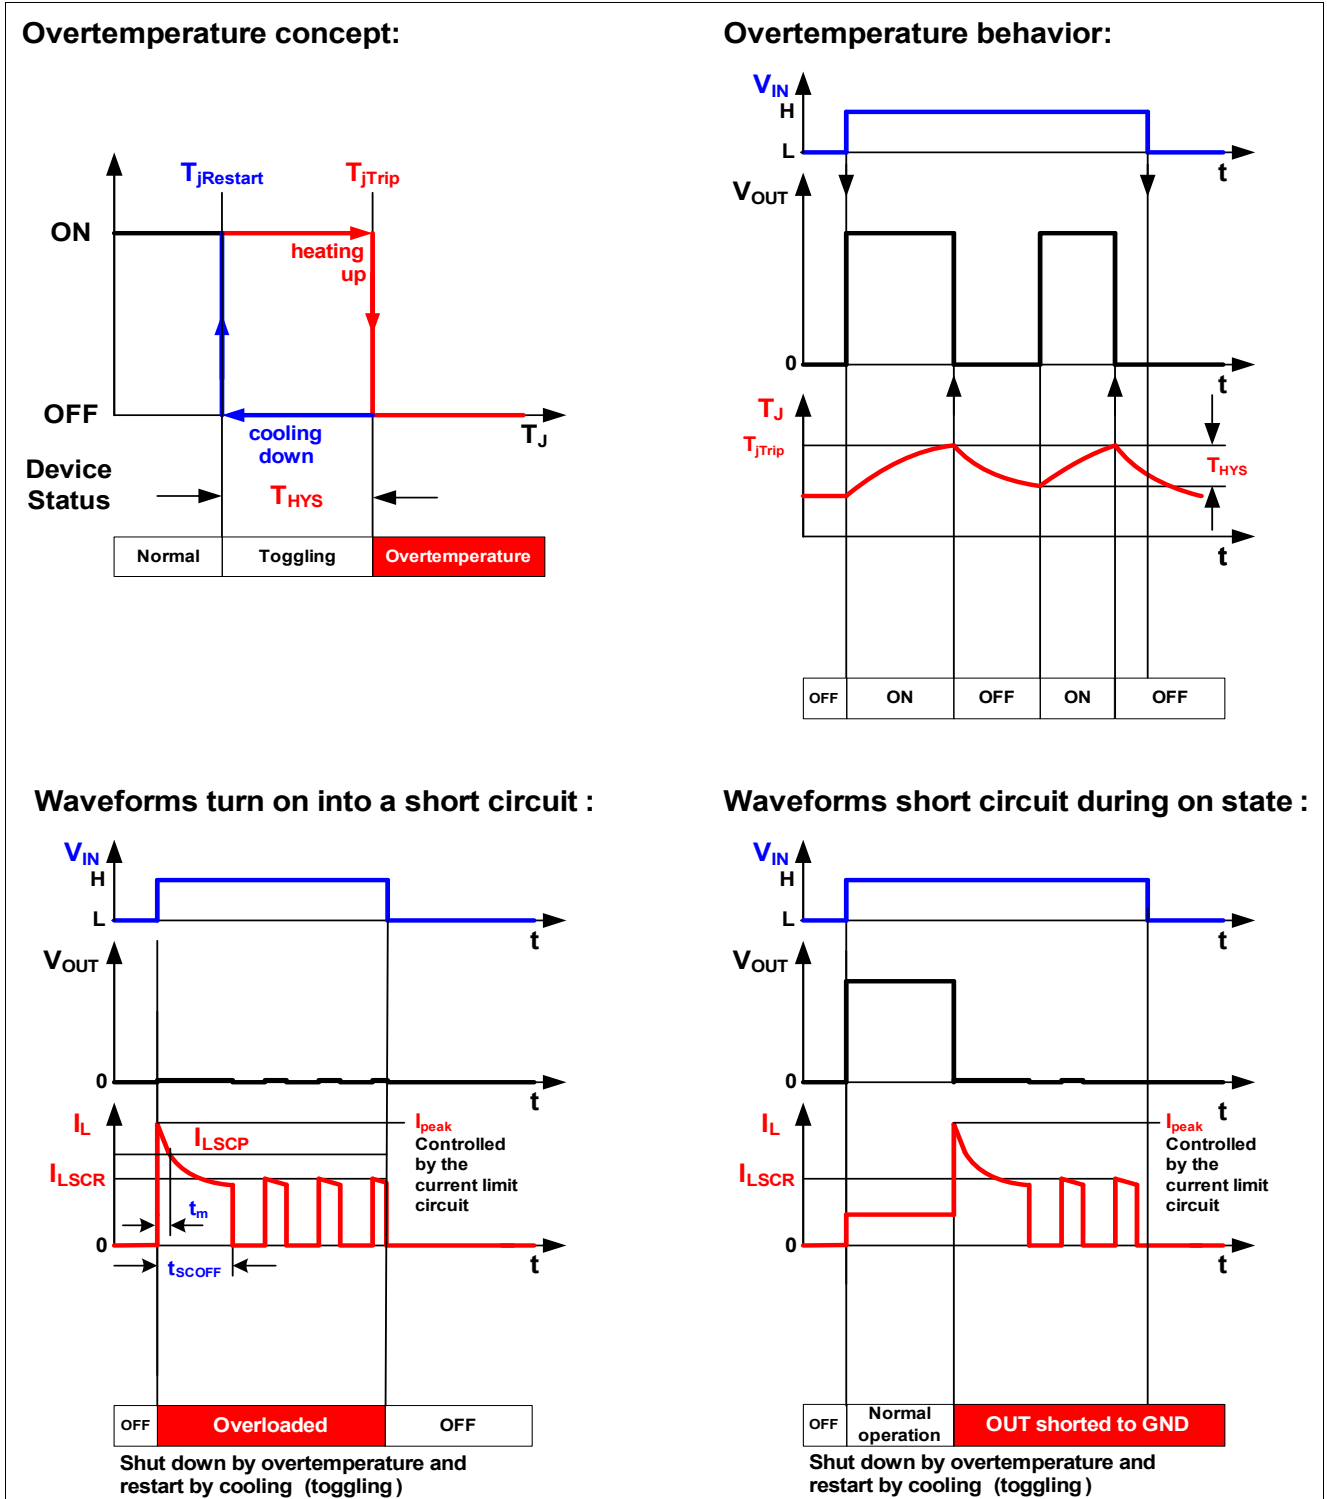 Overtemperature concept:
ON
OFF
TjRestart
TjTrip
heating
up
cooling
down
TJ
Device
Status
THYS
Normal
Toggling
Overtemperature
Overtemperature behavior:
VIN
H
L
t
VOUT
0
t
TJ
TjTrip
THYS
t
OFF
ON
OFF
ON
OFF
Waveforms turn on into a short circuit :
VIN
H
L
t
VOUT
0
t
IL
ILSCP
Ipeak
Controlled
by the
current limit
circuit
ILSCR
tm
0
t
tSCOFF
OFF
Overloaded
OFF
Shut down by overtemperature and
restart by cooling (toggling)
Waveforms short circuit during on state :
VIN
H
L
t
VOUT
0
t
IL
Ipeak
Controlled
by the
current limit
circuit
ILSCR
0
t
OFF
Normal
operation
OUT shorted to GND
Shut down by overtemperature and
restart by cooling (toggling)